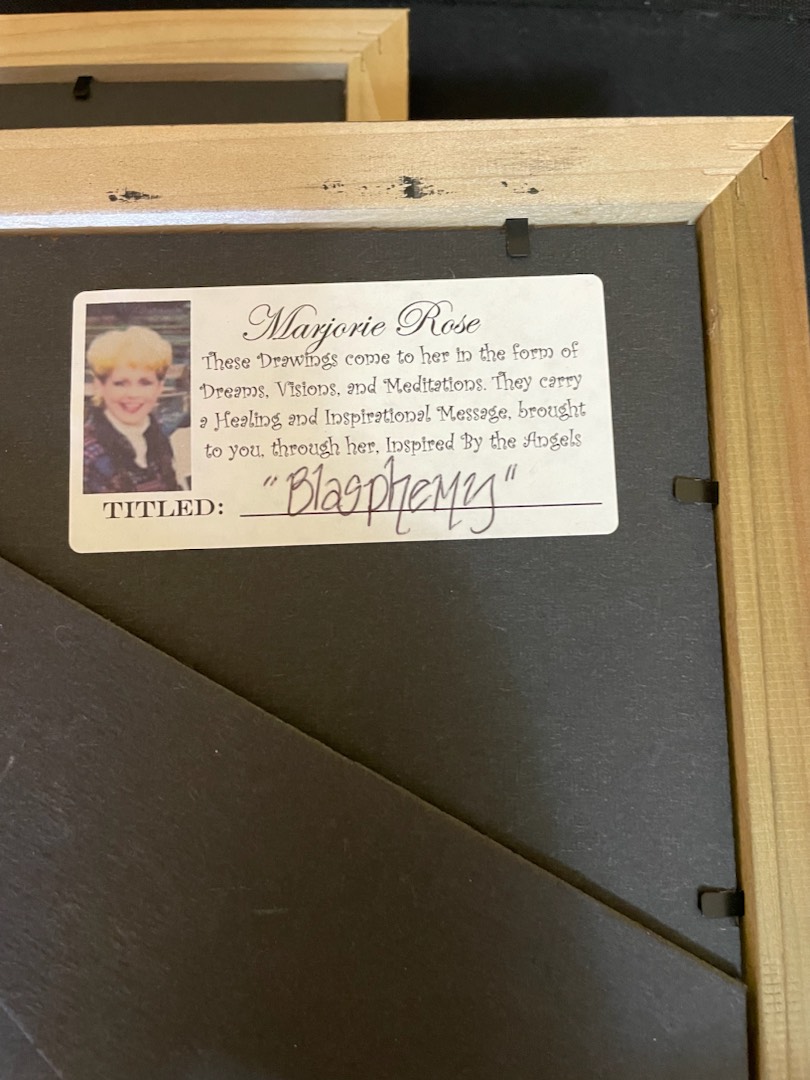 Marjorie Rose
These Drawings come to her in the form of
Dreams, Visions, and Meditations. They carry
a Healing and Inspirational Message, brought
to you, through her, Inspired By the Angels
TITLED: "Blasphemy"